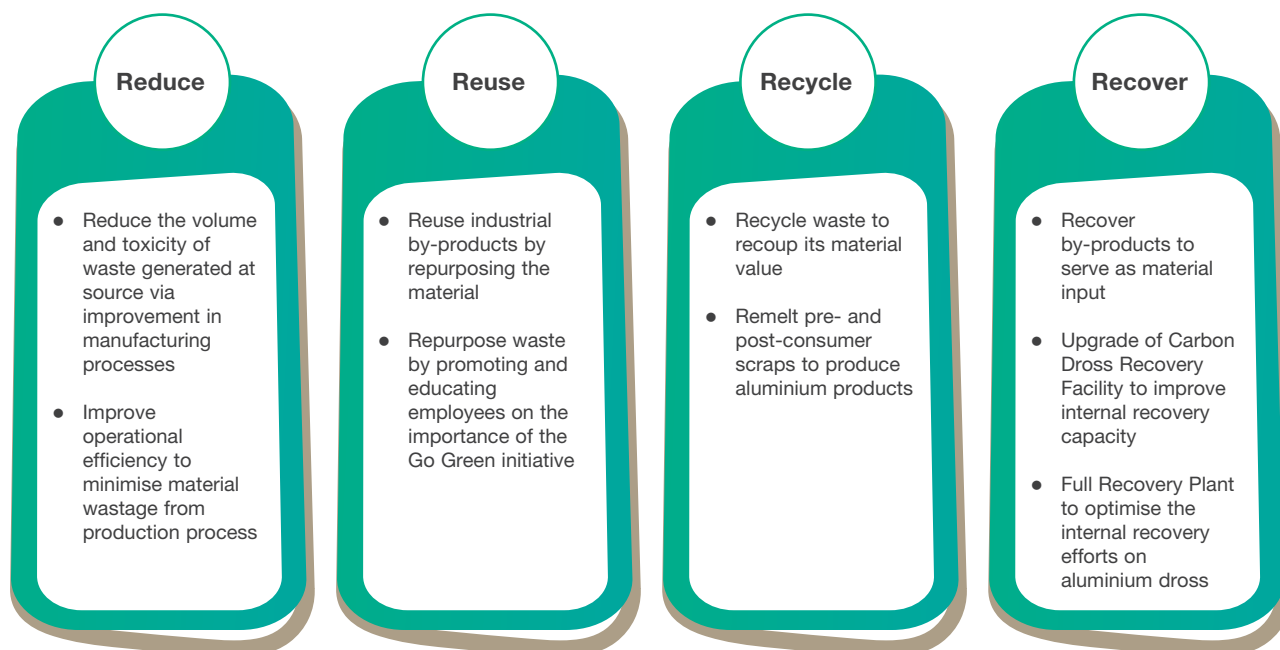 Reduce
● Reduce the volume
and toxicity of
waste generated at
source via
improvement in
manufacturing
processes
● Improve
operational
efficiency to
minimise material
wastage from
production process
Reuse
● Reuse industrial
by-products by
repurposing the
material
● Repurpose waste
by promoting and
educating
employees on the
importance of the
Go Green initiative
Recycle
● Recycle waste to
recoup its material
value
● Remelt pre- and
post-consumer
scraps to produce
aluminium products
Recover
● Recover
by-products to
serve as material
input
● Upgrade of Carbon
Dross Recovery
Facility to improve
internal recovery
capacity
● Full Recovery Plant
to optimise the
internal recovery
efforts on
aluminium dross